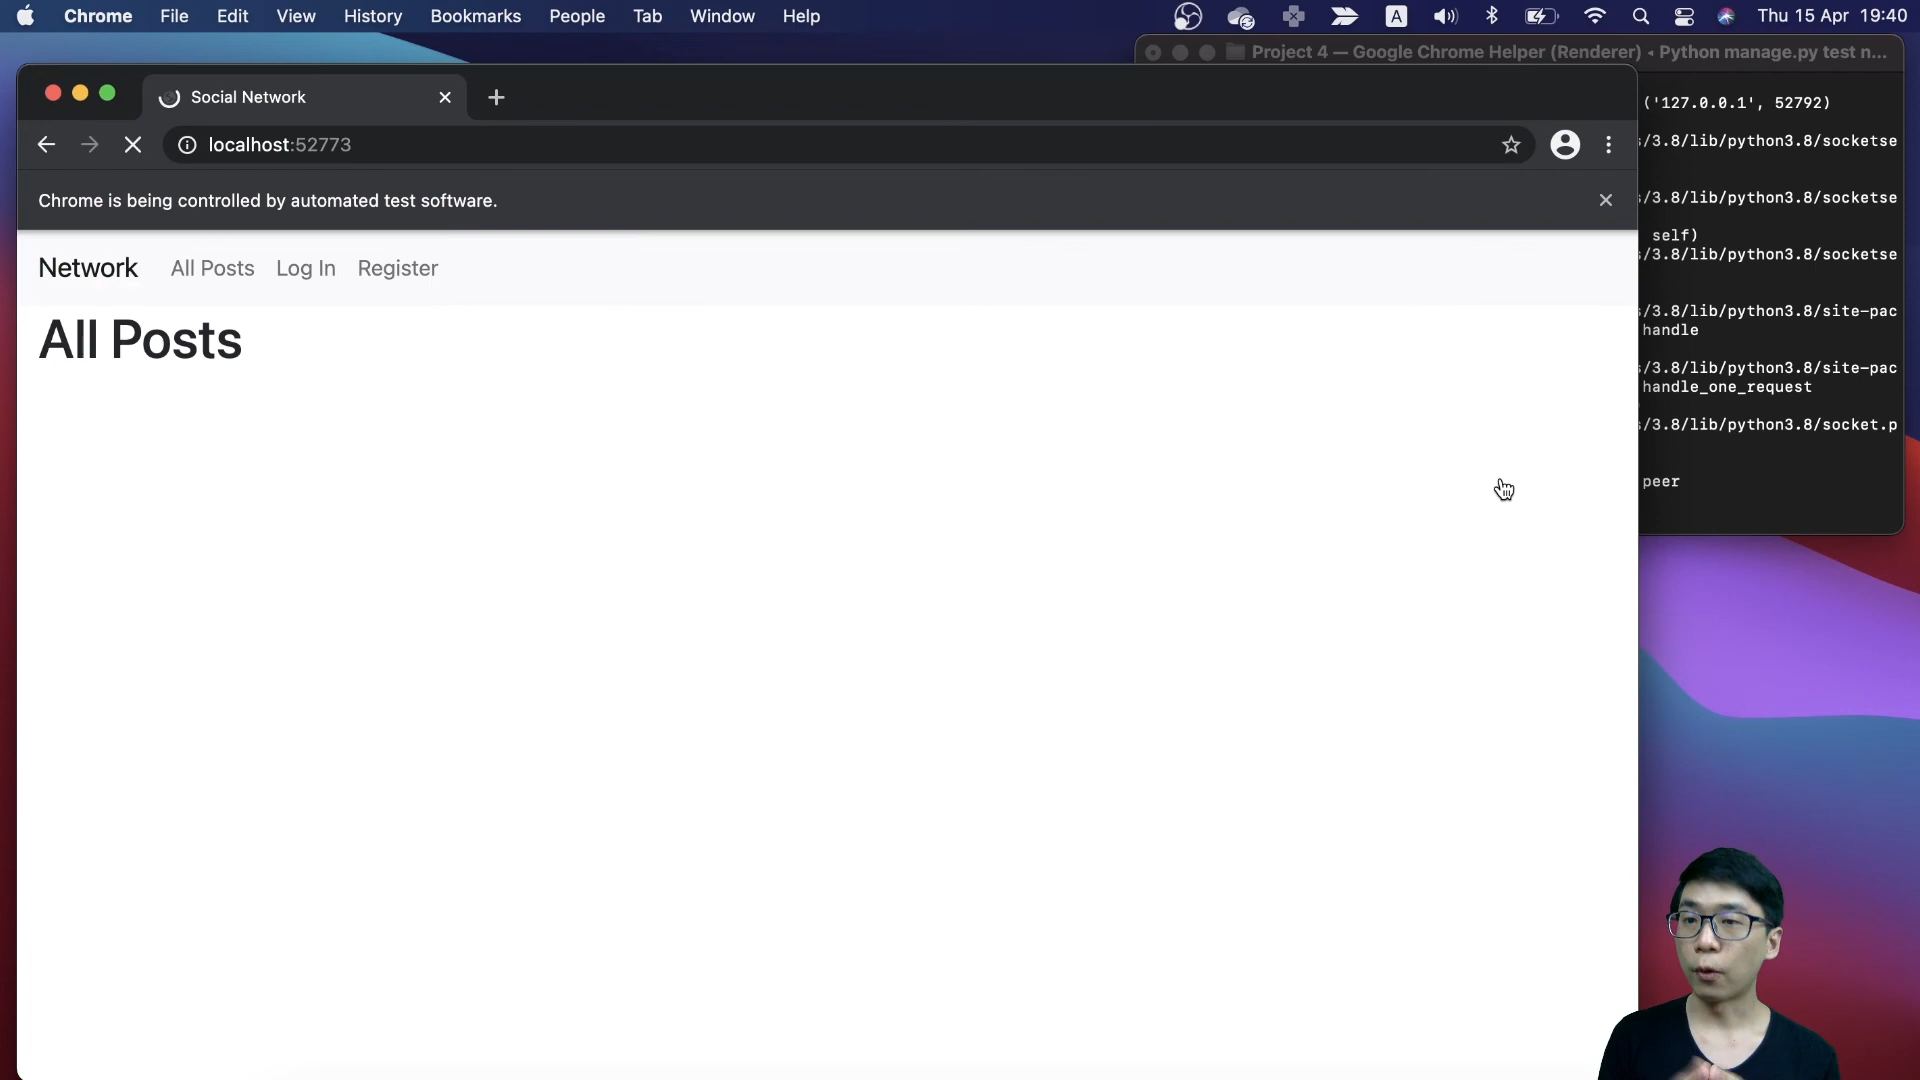 Chrome File Edit View History Bookmarks People Tab Window Help A Thu 15 Apr 19:40
Project 4 — Google Chrome Helper (Renderer) ◂ Python manage.py test n...
Social Network
localhost:52773
Chrome is being controlled by automated test software.
Network All Posts Log In Register
All Posts
('127.0.0.1', 52792)
/3.8/lib/python3.8/socketse
/3.8/lib/python3.8/socketse
self)
/3.8/lib/python3.8/socketse
/3.8/lib/python3.8/site-pac
handle
/3.8/lib/python3.8/site-pac
handle_one_request
/3.8/lib/python3.8/socket.p
peer